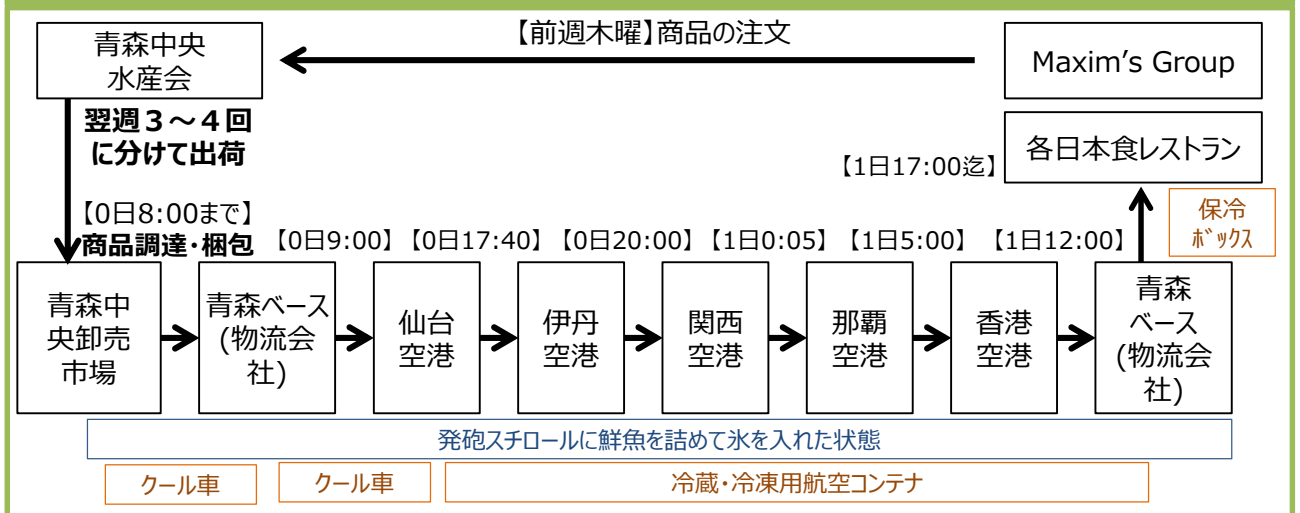 【前週木曜】商品の注文
青森中央
水産会
Maxim's Group
翌週３～４回
に分けて出荷
各日本食レストラン
【1日17:00迄】
保冷
ﾎﾞックス
【0日8:00まで】
商品調達・梱包
【0日9:00】
【0日17:40】
【0日20:00】
【1日0:05】
【1日5:00】
【1日12:00】
青森中
央卸売
市場
青森ベース
(物流会
社)
仙台
空港
伊丹
空港
関西
空港
那覇
空港
香港
空港
青森
ベース
(物流会
社)
発砲スチロールに鮮魚を詰めて氷を入れた状態
クール車
クール車
冷蔵・冷凍用航空コンテナ